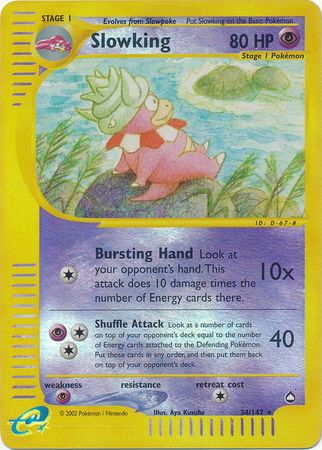 STAGE 1
Evolves from Slowpoke
Put Slowking on the Basic Pokémon
Slowking
80 HP
Stage 1 Pokémon
ID: D-67-#
Bursting Hand Look at
your opponent's hand. This
attack does 10 damage times the
number of Energy cards there.
10x
Shuffle Attack Look at a number of cards
on top of your opponent's deck equal to the number
of Energy cards attached to the Defending Pokémon.
Put those cards in any order, and then put them back
on top of your opponent's deck.
40
weakness
resistance
retreat cost
e
© 2002 Pokémon / Nintendo
Illus. Aya Kusube
34/147 ★